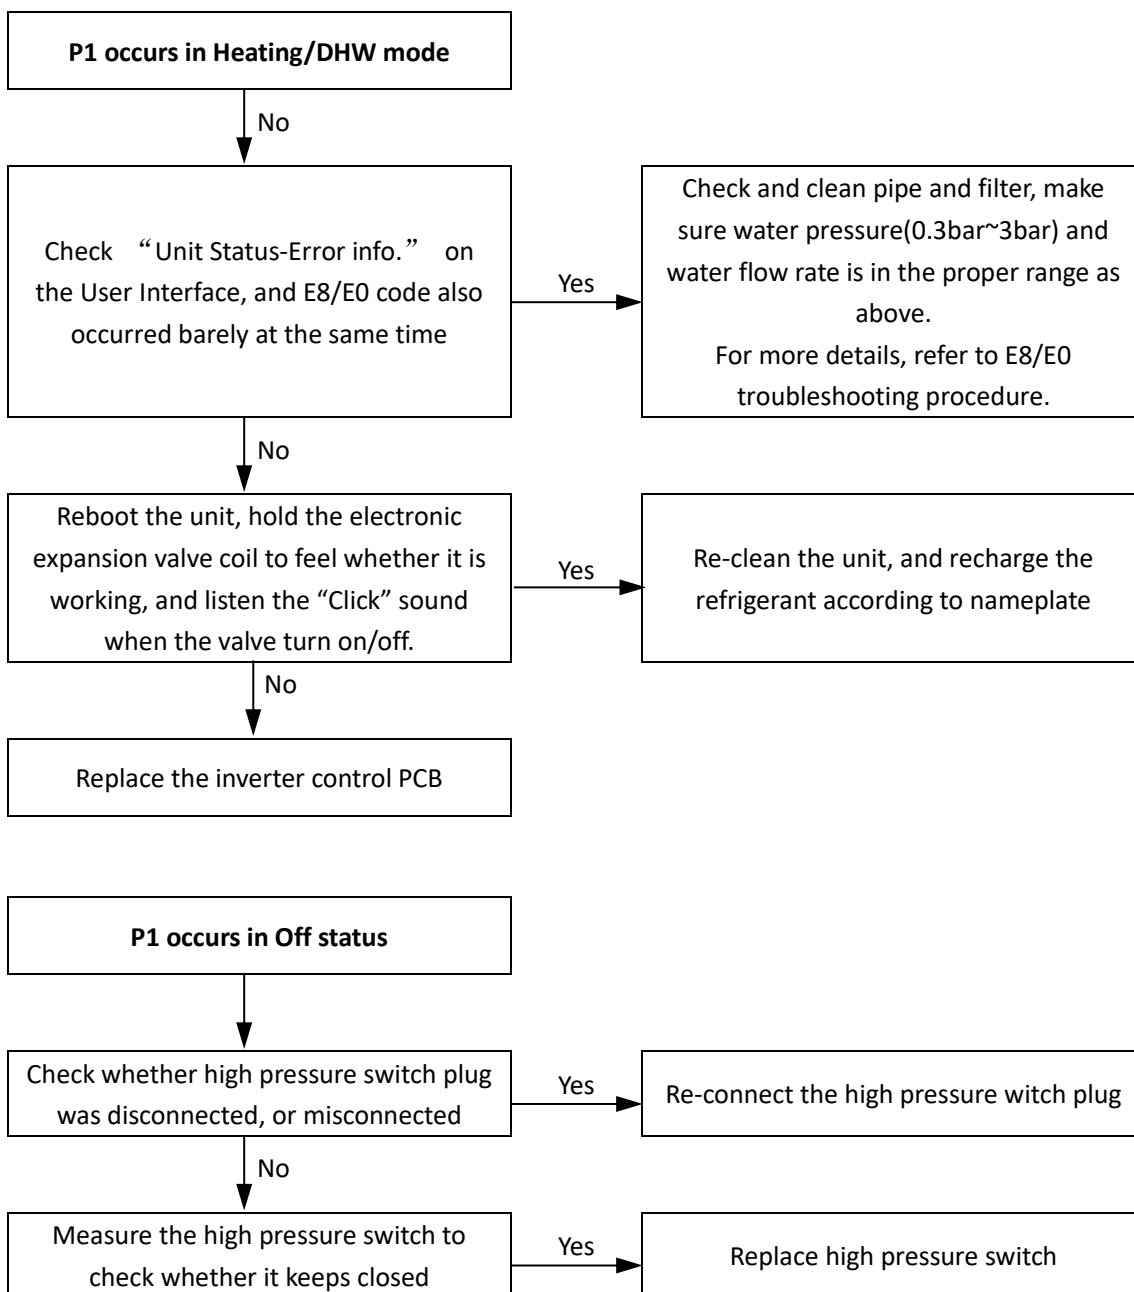 P1 occurs in Heating/DHW mode
No
Check “Unit Status-Error info.” on
the User Interface, and E8/E0 code also
occurred barely at the same time
Yes
Check and clean pipe and filter, make
sure water pressure(0.3bar~3bar) and
water flow rate is in the proper range as
above.
For more details, refer to E8/E0
troubleshooting procedure.
No
Reboot the unit, hold the electronic
expansion valve coil to feel whether it is
working, and listen the “Click” sound
when the valve turn on/off.
Yes
Re-clean the unit, and recharge the
refrigerant according to nameplate
No
Replace the inverter control PCB
P1 occurs in Off status
Check whether high pressure switch plug
was disconnected, or misconnected
Yes
Re-connect the high pressure witch plug
No
Measure the high pressure switch to
check whether it keeps closed
Yes
Replace high pressure switch